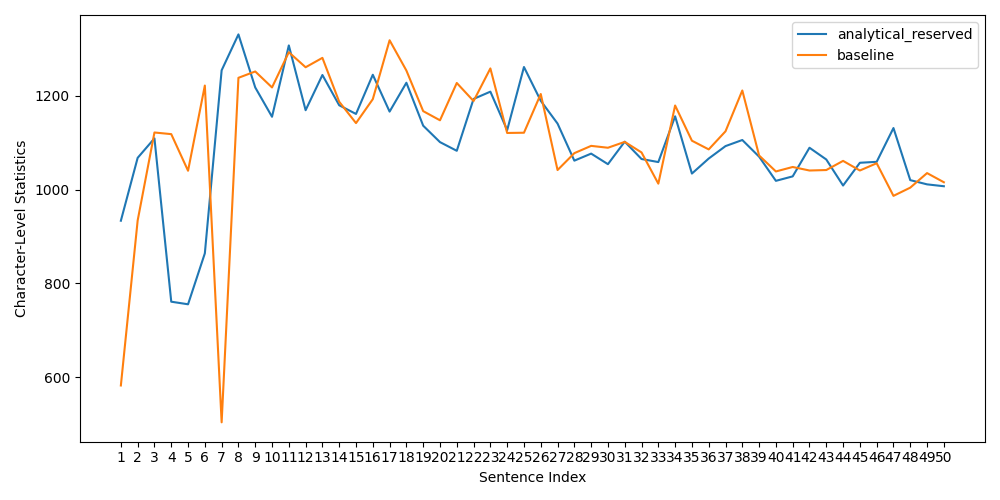 analytical_reserved
baseline
Character-Level Statistics
1200
1000
800
600
1 2 3 4 5 6 7 8 9 10 11 12 13 14 15 16 17 18 19 20 21 22 23 24 25 26 27 28 29 30 31 32 33 34 35 36 37 38 39 40 41 42 43 44 45 46 47 48 49 50
Sentence Index